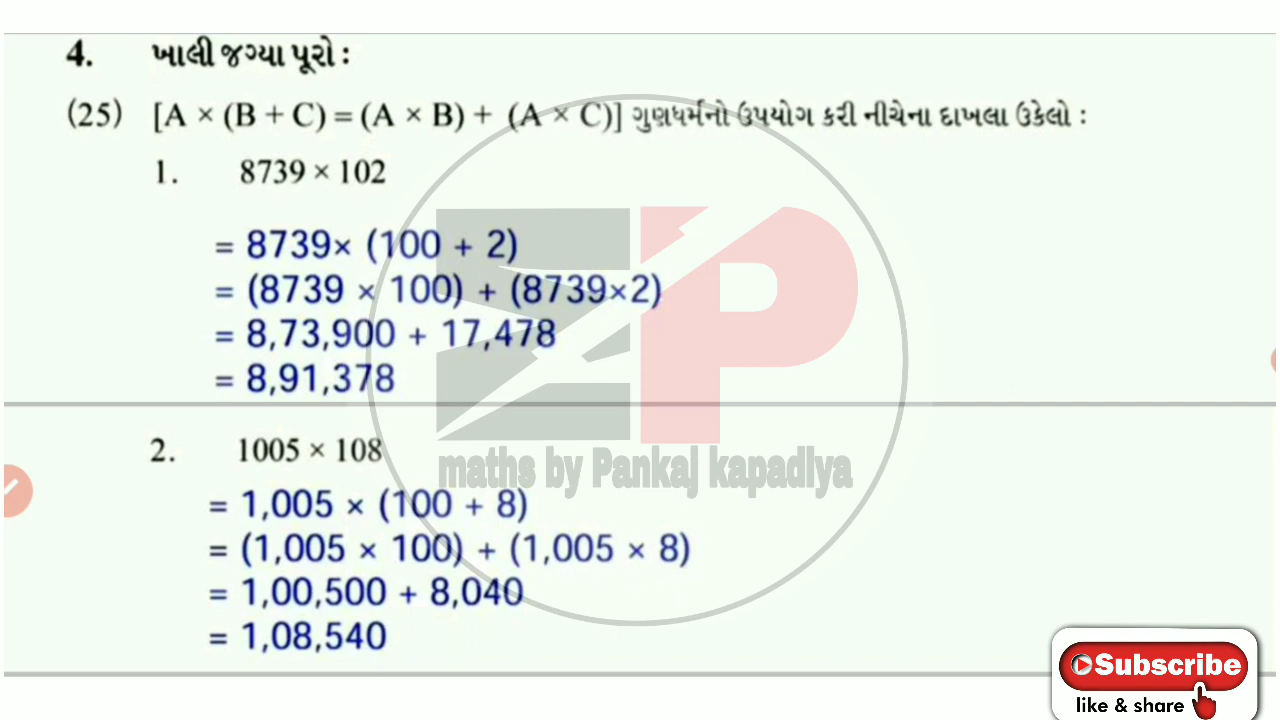 4. ખાલી જગ્યા પૂરો :
(25) [A × (B + C) = (A × B) + (A × C)] ગુણધર્મનો ઉપયોગ કરી નીચેના દાખલા ઉકેલો :
1. 8739 × 102
= 8739× (100 + 2)
= (8739 × 100) + (8739×2)
= 8,73,900 + 17,478
= 8,91,378
2. 1005 × 108
= 1,005 × (100 + 8)
= (1,005 × 100) + (1,005 × 8)
= 1,00,500 + 8,040
= 1,08,540
maths by Pankaj kapadiya
Subscribe
like & share